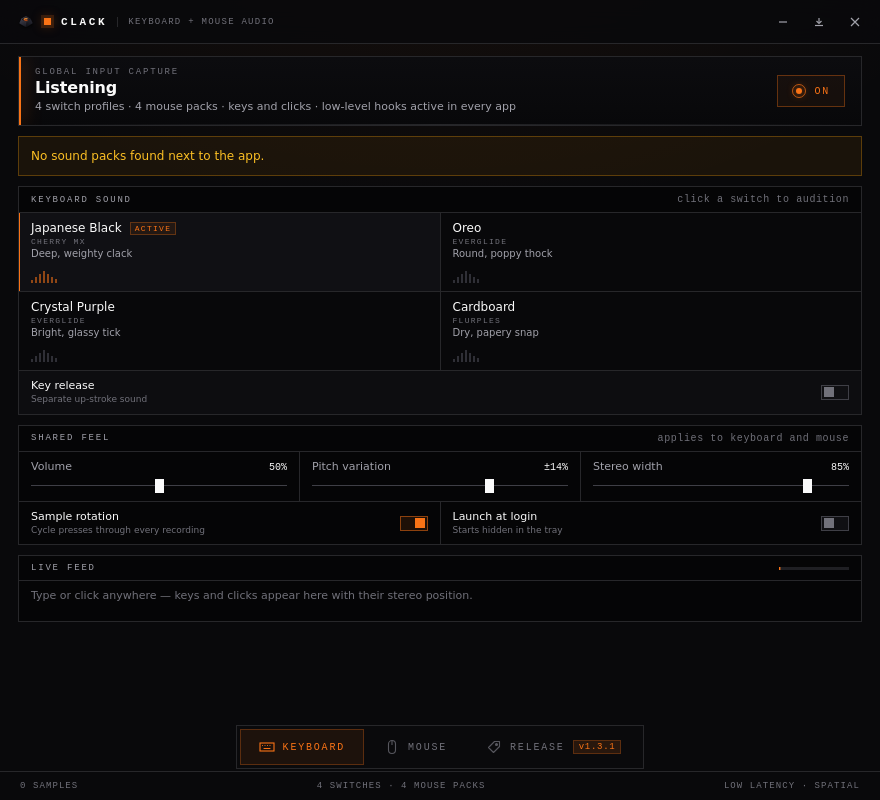 CLACK | KEYBOARD + MOUSE AUDIO
GLOBAL INPUT CAPTURE
Listening
4 switch profiles · 4 mouse packs · keys and clicks · low-level hooks active in every app
ON
No sound packs found next to the app.
KEYBOARD SOUND
click a switch to audition
Japanese Black ACTIVE
CHERRY MX
Deep, weighty clack
Oreo
EVERGLIDE
Round, poppy thock
Crystal Purple
EVERGLIDE
Bright, glassy tick
Cardboard
FLURPLES
Dry, papery snap
Key release
Separate up-stroke sound
SHARED FEEL
applies to keyboard and mouse
Volume 50%
Pitch variation ±14%
Stereo width 85%
Sample rotation
Cycle presses through every recording
Launch at login
Starts hidden in the tray
LIVE FEED
Type or click anywhere — keys and clicks appear here with their stereo position.
KEYBOARD
MOUSE
RELEASE v1.3.1
0 SAMPLES
4 SWITCHES · 4 MOUSE PACKS
LOW LATENCY · SPATIAL